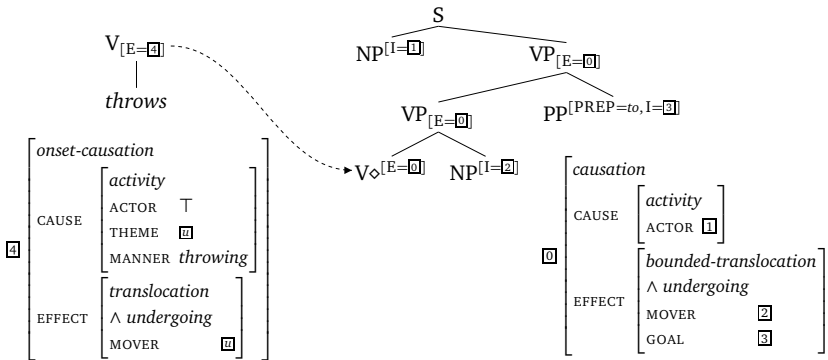 S
V[E=4]
NP[I=1]
VP[E=0]
throws
VP[E=0]
PP[PREP=to, I=3]
V◇[E=0]
NP[I=2]
4
onset-causation
CAUSE
activity
ACTOR ⊤
THEME u
MANNER throwing
EFFECT
translocation
∧ undergoing
MOVER u
0
causation
CAUSE
activity
ACTOR 1
EFFECT
bounded-translocation
∧ undergoing
MOVER 2
GOAL 3